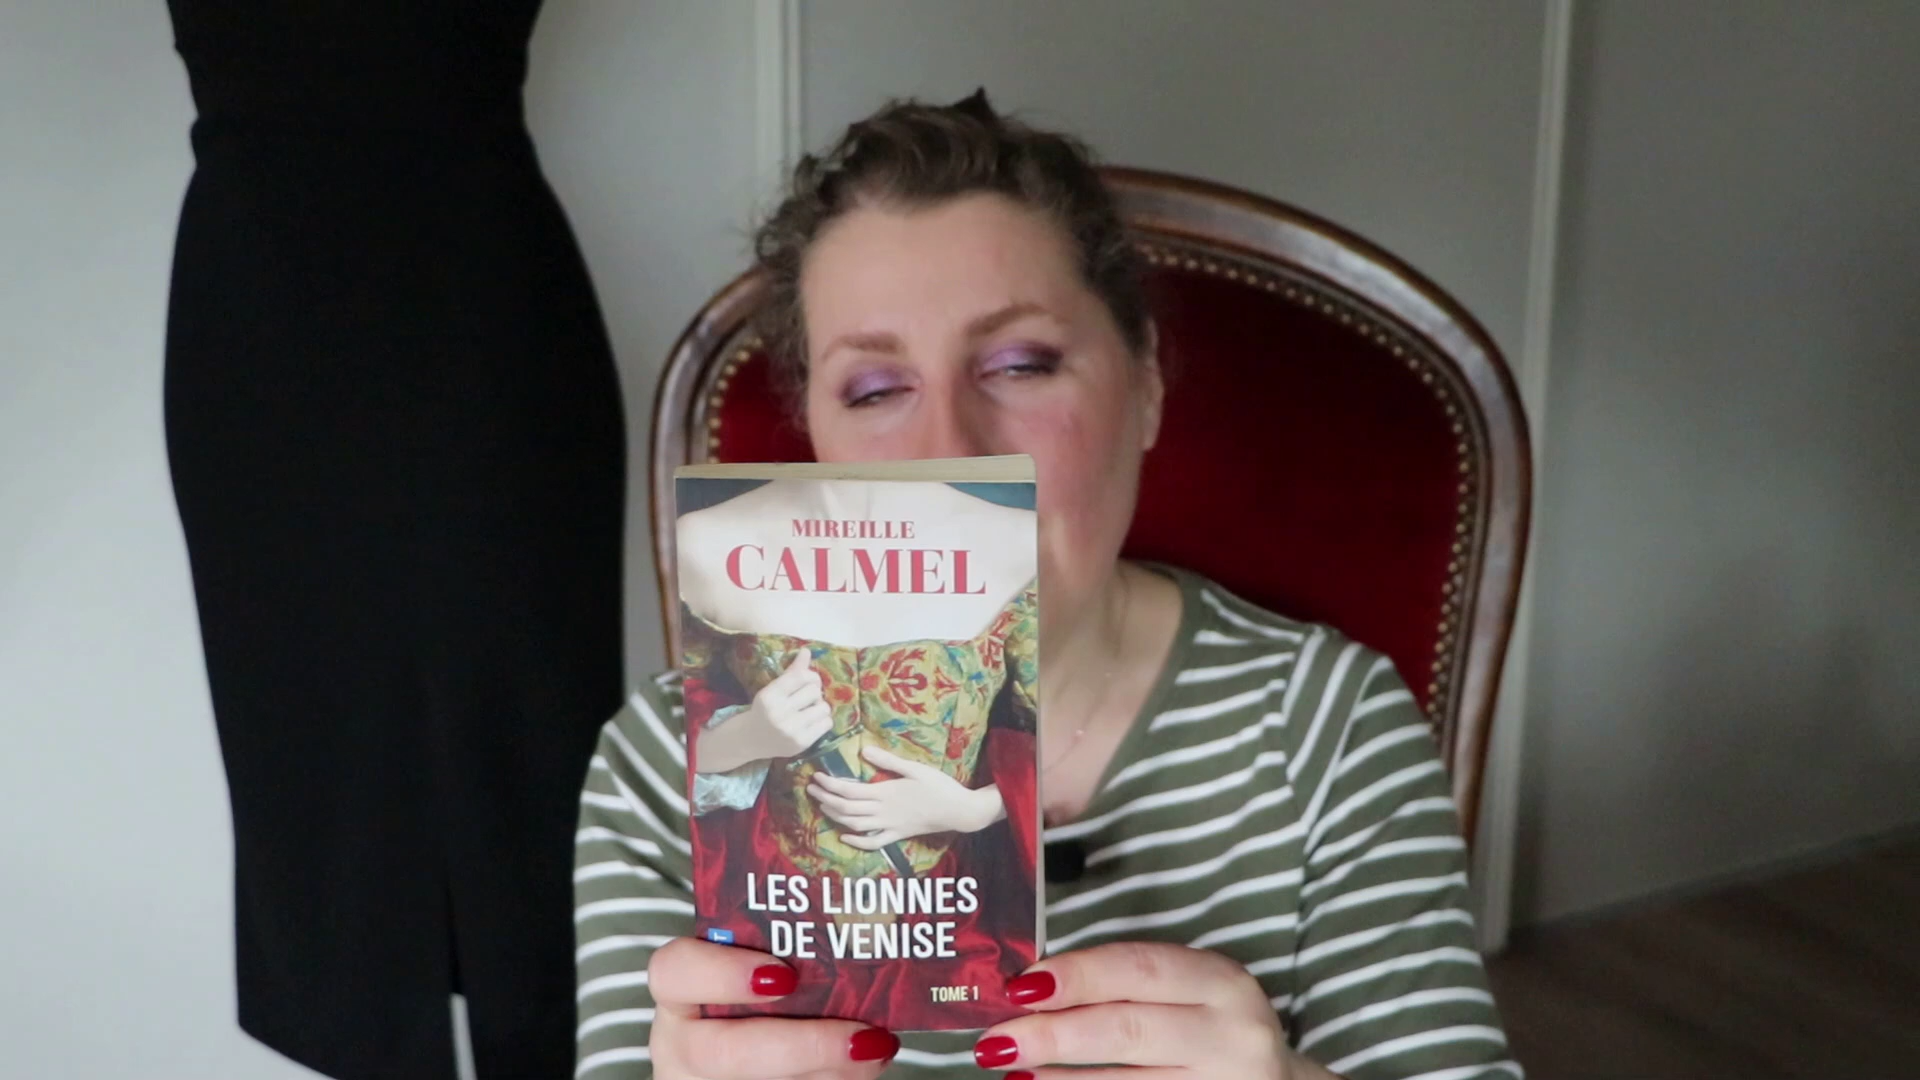 MIREILLE
CALMEL
LES LIONNES
DE VENISE
TOME 1